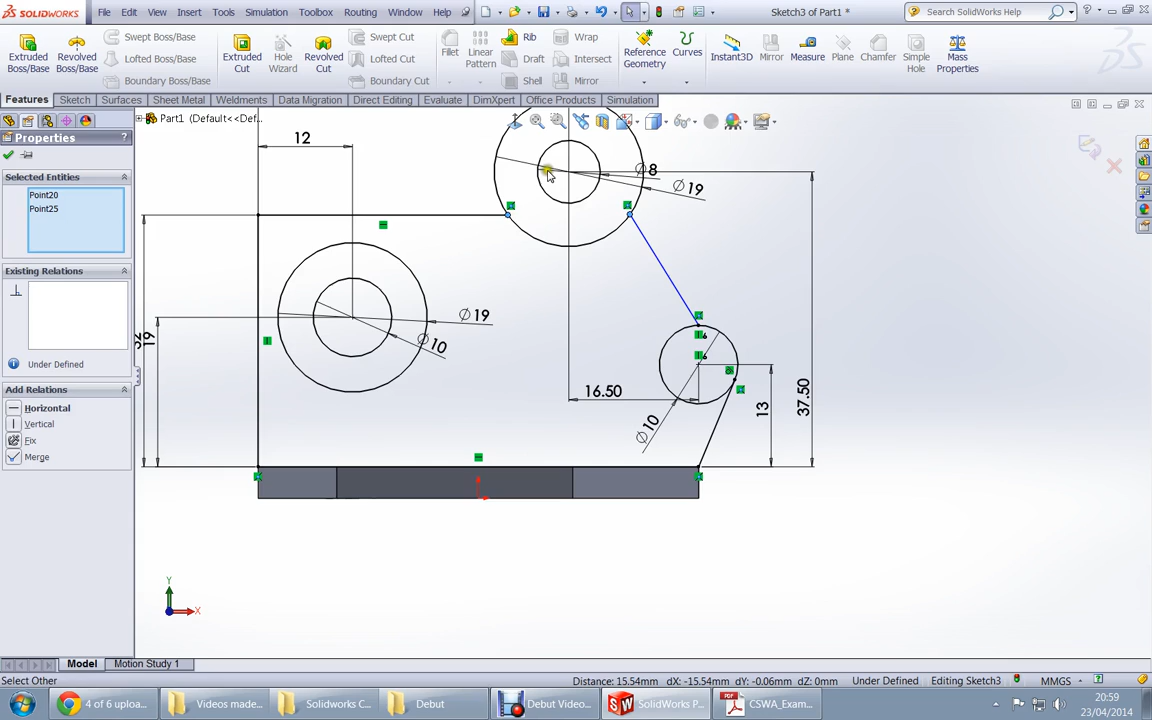 SOLIDWORKS File Edit View Insert Tools Simulation Toolbox Routing Window Help Sketch3 of Part1 * Search SolidWorks Help
Extruded Boss/Base
Revolved Boss/Base
Swept Boss/Base
Lofted Boss/Base
Boundary Boss/Base
Extruded Cut
Hole Wizard
Revolved Cut
Swept Cut
Lofted Cut
Boundary Cut
Fillet
Linear Pattern
Rib
Draft
Shell
Wrap
Intersect
Mirror
Reference Geometry
Curves
Instant3D
Mirror
Measure
Plane
Chamfer
Simple Hole
Mass Properties
Features Sketch Surfaces Sheet Metal Weldments Data Migration Direct Editing Evaluate DimXpert Office Products Simulation
Part1 (Default<<Def...
Properties ?
Selected Entities
Point20
Point25
Existing Relations
Under Defined
Add Relations
Horizontal
Vertical
Fix
Merge
12
∅8
∅19
∅19
∅10
19
16.50
∅10
13
37.50
Y
X
Model Motion Study 1
Select Other Distance: 15.54mm dX: -15.54mm dY: -0.06mm dZ: 0mm Under Defined Editing Sketch3 MMGS
4 of 6 uploa... Videos made... SolidWorks C... Debut Debut Video... SolidWorks P... CSWA_Exam...
20:59
23/04/2014